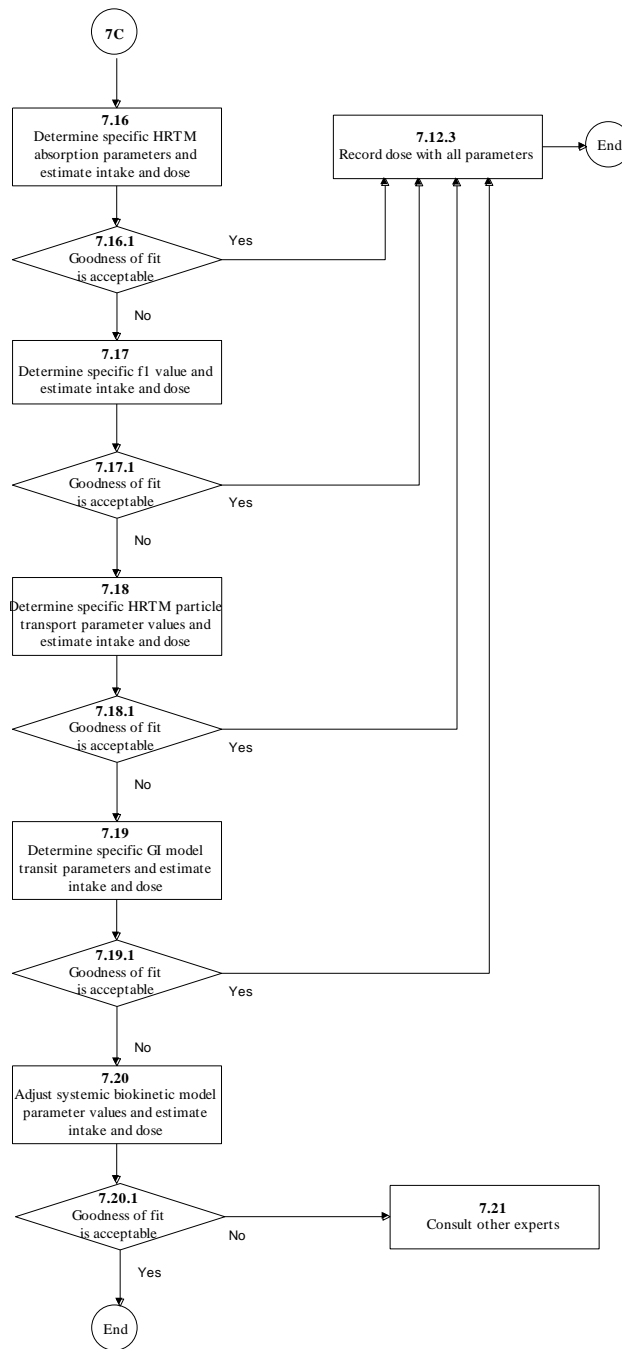 7C
7.16
Determine specific HRTM
absorption parameters and
estimate intake and dose
7.12.3
Record dose with all parameters
End
7.16.1
Goodness of fit
is acceptable
Yes
No
7.17
Determine specific f1 value and
estimate intake and dose
7.17.1
Goodness of fit
is acceptable
Yes
No
7.18
Determine specific HRTM particle
transport parameter values and
estimate intake and dose
7.18.1
Goodness of fit
is acceptable
Yes
No
7.19
Determine specific GI model
transit parameters and estimate
intake and dose
7.19.1
Goodness of fit
is acceptable
Yes
No
7.20
Adjust systemic biokinetic model
parameter values and estimate
intake and dose
7.20.1
Goodness of fit
is acceptable
No
7.21
Consult other experts
Yes
End